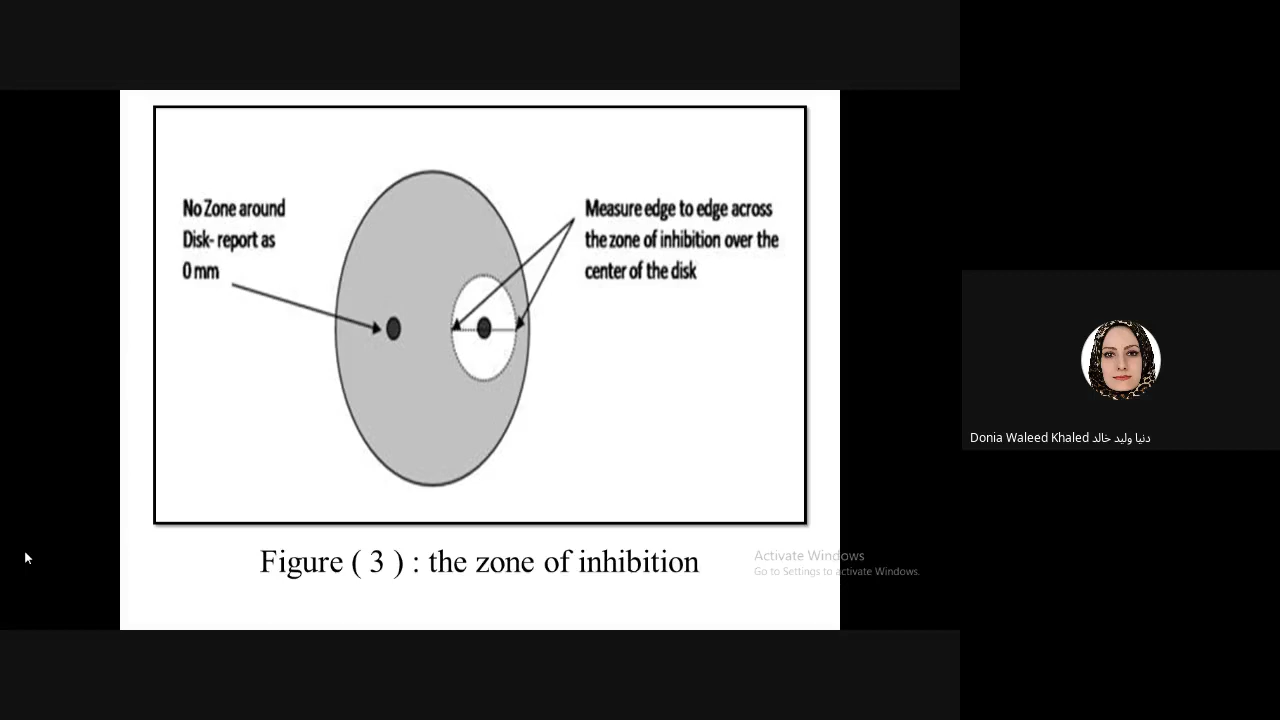 No Zone around
Disk- report as
0 mm
Measure edge to edge across
the zone of inhibition over the
center of the disk
Figure ( 3 ) : the zone of inhibition
Activate Windows
Go to Settings to activate Windows.
Donia Waleed Khaled دنيا وليد خالد